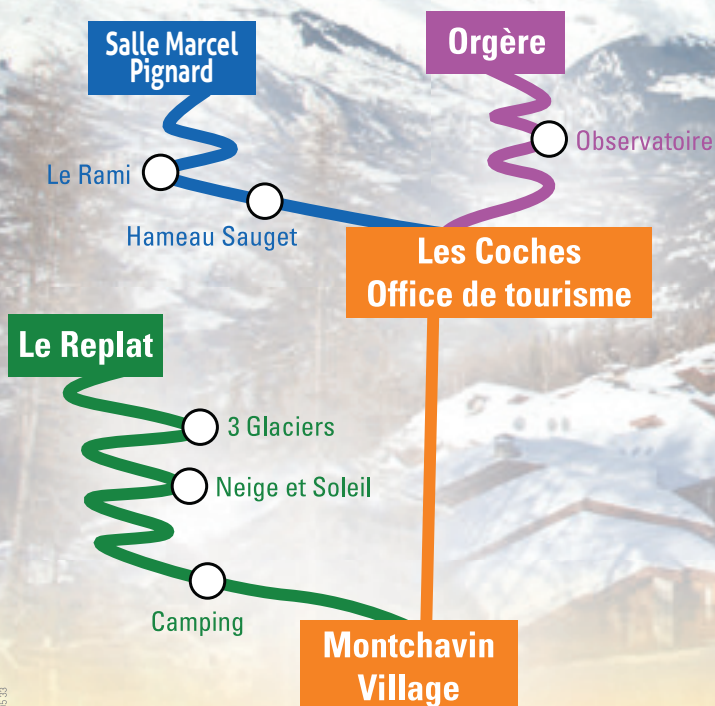 Salle Marcel
Pignard
Orgère
Observatoire
Le Rami
Hameau Sauget
Les Coches
Office de tourisme
Le Replat
3 Glaciers
Neige et Soleil
Camping
Montchavin
Village